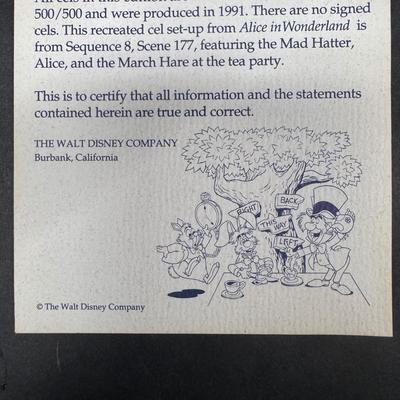 500/500 and were produced in 1991. There are no signed
cels. This recreated cel set-up from Alice in Wonderland is
from Sequence 8, Scene 177, featuring the Mad Hatter,
Alice, and the March Hare at the tea party.
This is to certify that all information and the statements
contained herein are true and correct.
THE WALT DISNEY COMPANY
Burbank, California
BACK
RIGHT
THIS WAY
LEFT
© The Walt Disney Company